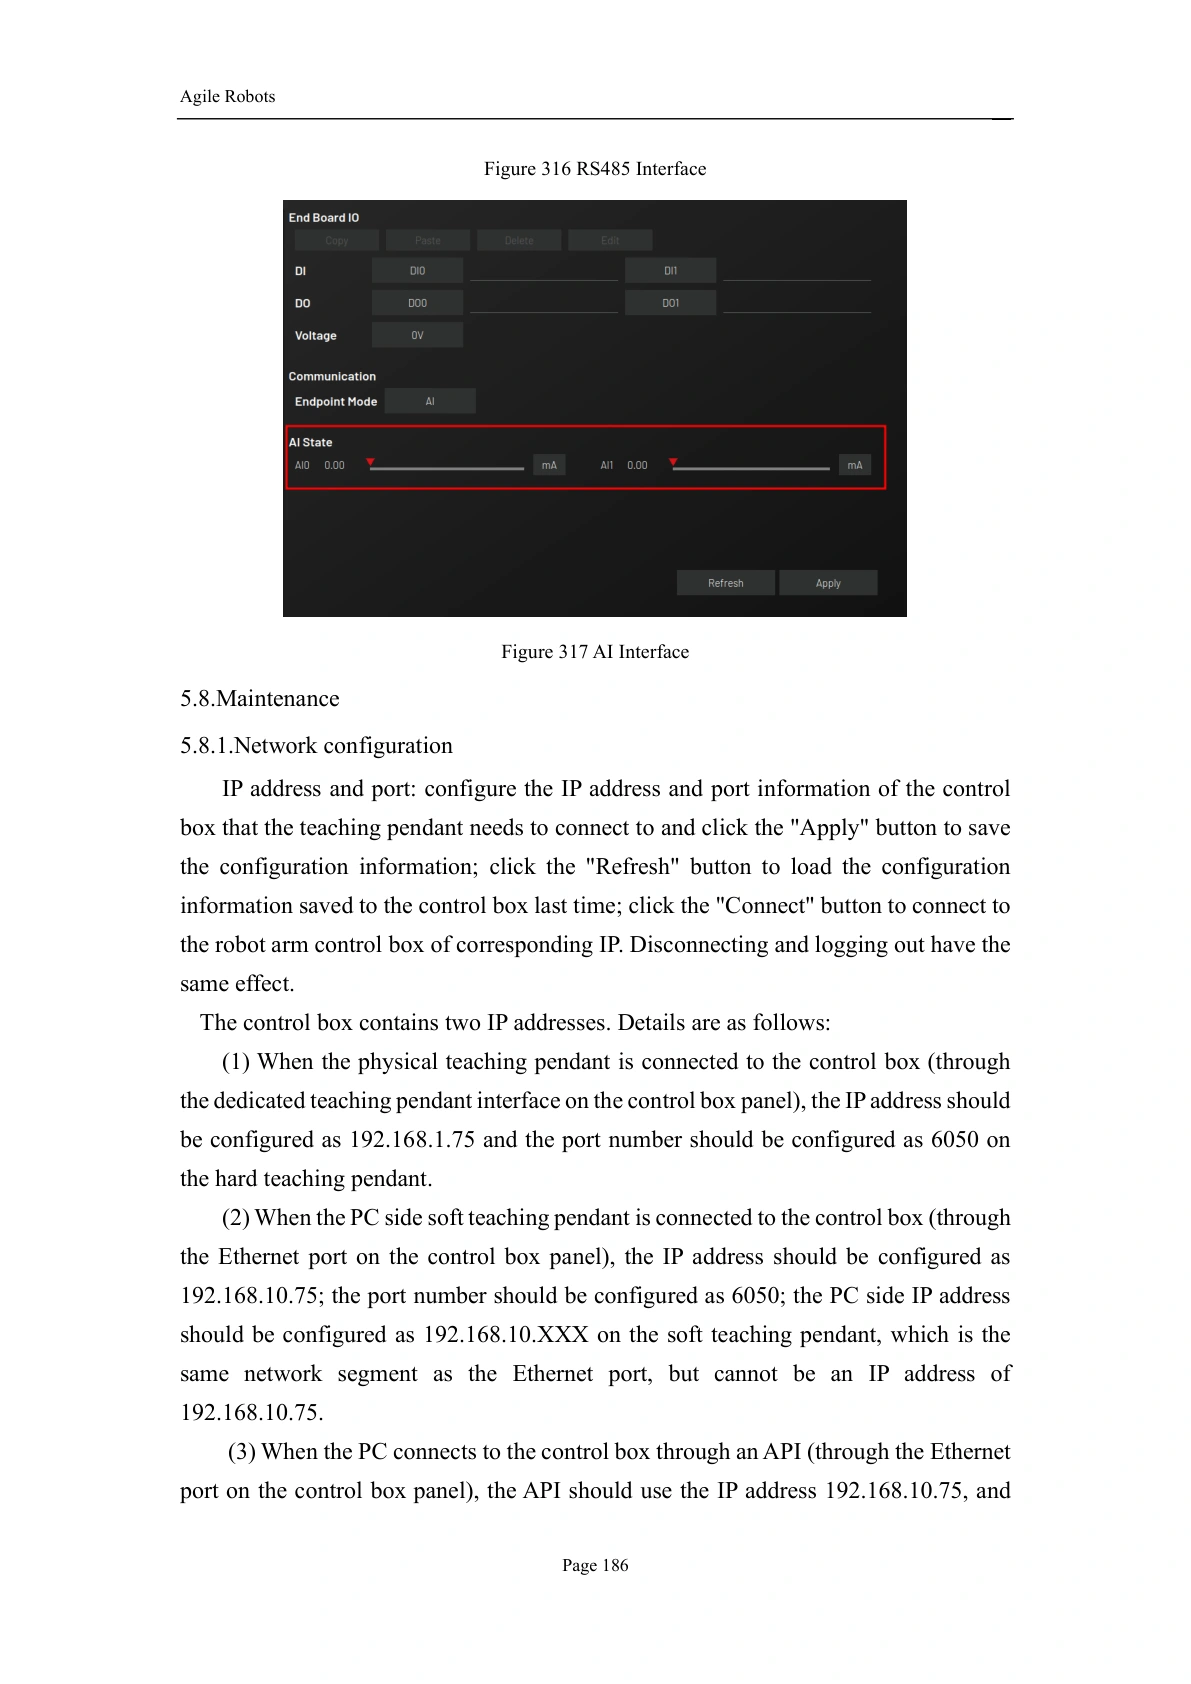 Agile Robots
Figure 316 RS485 Interface
End Board IO
Copy Paste Delete Edit
DI DI0 DI1
DO DO0 DO1
Voltage 0V
Communication
Endpoint Mode AI
AI State
AI0 0.00 mA AI1 0.00 mA
Refresh Apply
Figure 317 AI Interface
5.8.Maintenance
5.8.1.Network configuration
IP address and port: configure the IP address and port information of the control
box that the teaching pendant needs to connect to and click the "Apply" button to save
the configuration information; click the "Refresh" button to load the configuration
information saved to the control box last time; click the "Connect" button to connect to
the robot arm control box of corresponding IP. Disconnecting and logging out have the
same effect.
The control box contains two IP addresses. Details are as follows:
(1) When the physical teaching pendant is connected to the control box (through
the dedicated teaching pendant interface on the control box panel), the IP address should
be configured as 192.168.1.75 and the port number should be configured as 6050 on
the hard teaching pendant.
(2) When the PC side soft teaching pendant is connected to the control box (through
the Ethernet port on the control box panel), the IP address should be configured as
192.168.10.75; the port number should be configured as 6050; the PC side IP address
should be configured as 192.168.10.XXX on the soft teaching pendant, which is the
same network segment as the Ethernet port, but cannot be an IP address of
192.168.10.75.
(3) When the PC connects to the control box through an API (through the Ethernet
port on the control box panel), the API should use the IP address 192.168.10.75, and
Page 186